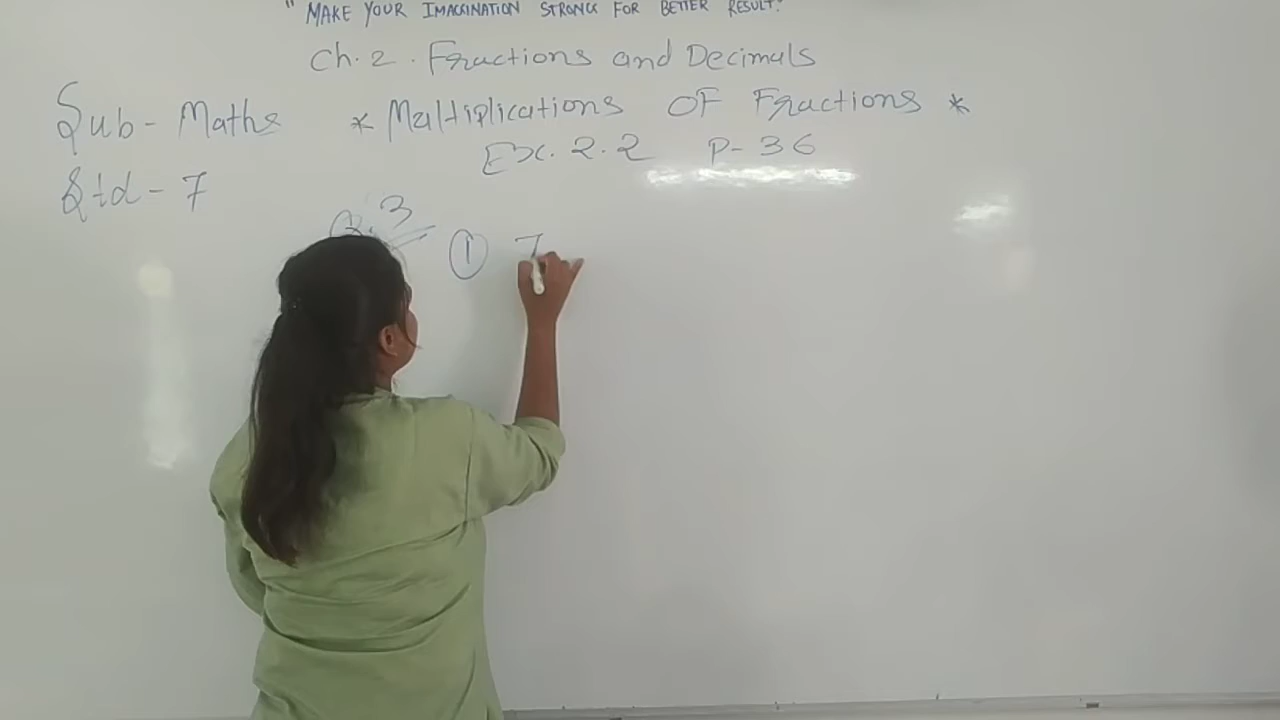 "MAKE YOUR IMAGINATION STRONG FOR BETTER RESULT."
Ch. 2. Fractions and Decimals
Sub - Maths * Multiplications OF Fractions *
Ex. 2.2 P- 36
Std - 7
Q. 3
① 7